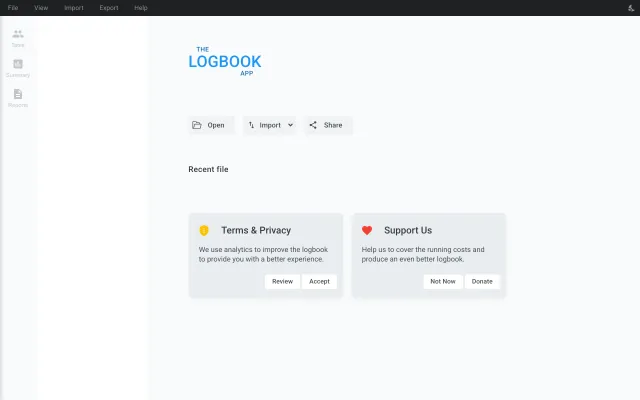 File View Import Export Help
Summary
THE
LOGBOOK
APP
Open Import Share
Recent file
Terms & Privacy
We use analytics to improve the logbook
to provide you with a better experience.
Review Accept
Support Us
Help us to cover the running costs and
produce an even better logbook.
Not Now Donate